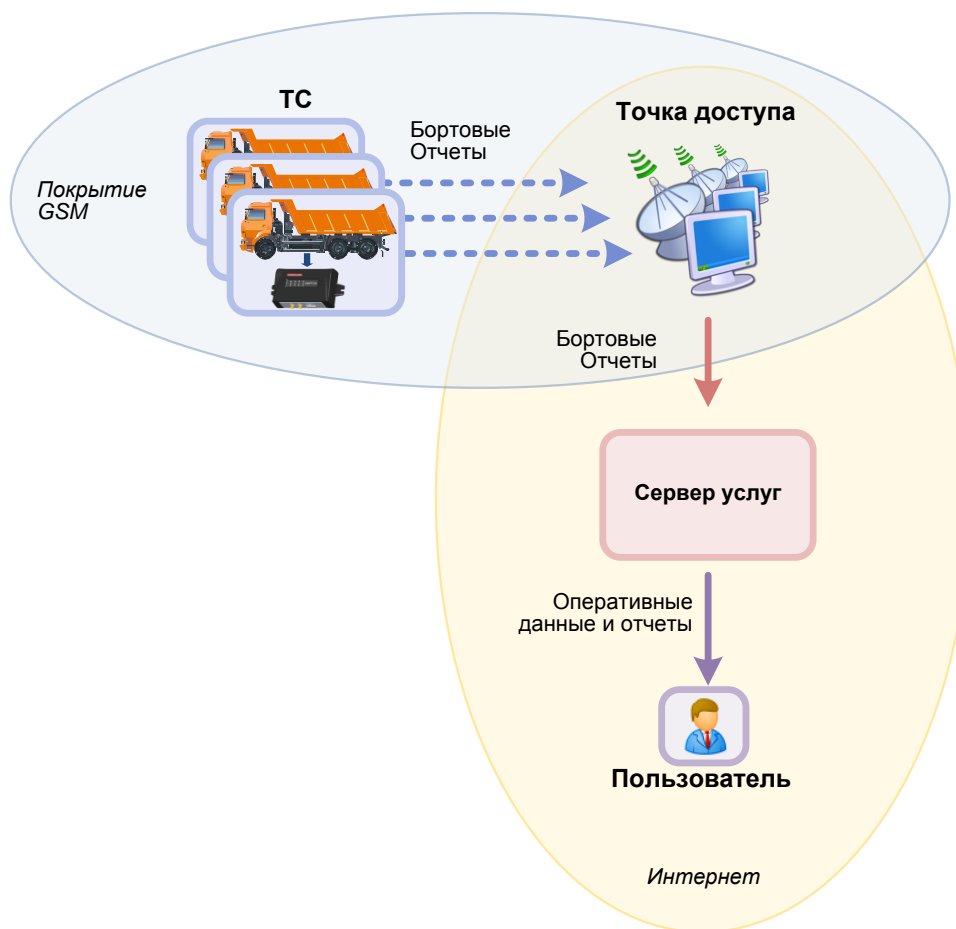 ТС
Точка доступа
Бортовые
Отчеты
Покрытие
GSM
Бортовые
Отчеты
Сервер услуг
Оперативные
данные и отчеты
Пользователь
Интернет